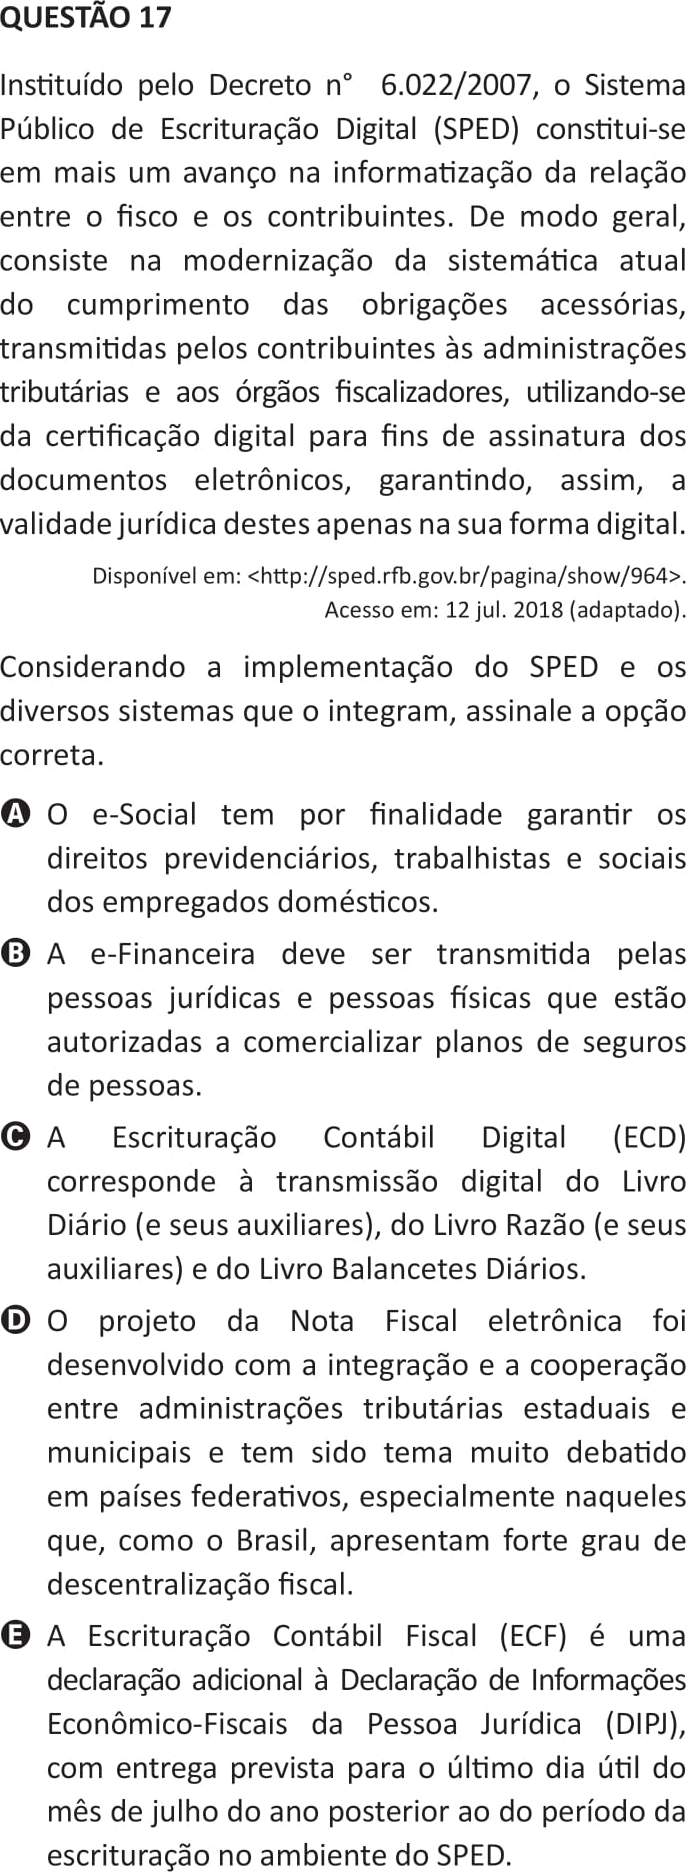 QUESTÃO 17
Instituído pelo Decreto n° 6.022/2007, o Sistema
Público de Escrituração Digital (SPED) constitui-se
em mais um avanço na informatização da relação
entre o fisco e os contribuintes. De modo geral,
consiste na modernização da sistemática atual
do cumprimento das obrigações acessórias,
transmitidas pelos contribuintes às administrações
tributárias e aos órgãos fiscalizadores, utilizando-se
da certificação digital para fins de assinatura dos
documentos eletrônicos, garantindo, assim, a
validade jurídica destes apenas na sua forma digital.
Disponível em: <http://sped.rfb.gov.br/pagina/show/964>.
Acesso em: 12 jul. 2018 (adaptado).
Considerando a implementação do SPED e os
diversos sistemas que o integram, assinale a opção
correta.
A O e-Social tem por finalidade garantir os
direitos previdenciários, trabalhistas e sociais
dos empregados domésticos.
B A e-Financeira deve ser transmitida pelas
pessoas jurídicas e pessoas físicas que estão
autorizadas a comercializar planos de seguros
de pessoas.
C A Escrituração Contábil Digital (ECD)
corresponde à transmissão digital do Livro
Diário (e seus auxiliares), do Livro Razão (e seus
auxiliares) e do Livro Balancetes Diários.
D O projeto da Nota Fiscal eletrônica foi
desenvolvido com a integração e a cooperação
entre administrações tributárias estaduais e
municipais e tem sido tema muito debatido
em países federativos, especialmente naqueles
que, como o Brasil, apresentam forte grau de
descentralização fiscal.
E A Escrituração Contábil Fiscal (ECF) é uma
declaração adicional à Declaração de Informações
Econômico-Fiscais da Pessoa Jurídica (DIPJ),
com entrega prevista para o último dia útil do
mês de julho do ano posterior ao do período da
escrituração no ambiente do SPED.